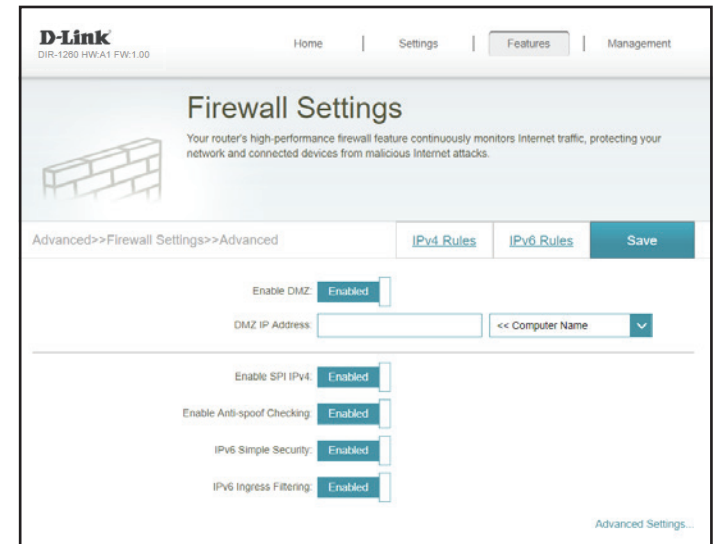 D-Link
DIR-1260 HW:A1 FW:1.00
Home | Settings | Features | Management
Firewall Settings
Your router's high-performance firewall feature continuously monitors Internet traffic, protecting your
network and connected devices from malicious Internet attacks.
Advanced>>Firewall Settings>>Advanced
IPv4 Rules
IPv6 Rules
Save
Enable DMZ: Enabled
DMZ IP Address: << Computer Name
Enable SPI IPv4: Enabled
Enable Anti-spoof Checking: Enabled
IPv6 Simple Security: Enabled
IPv6 Ingress Filtering: Enabled
Advanced Settings...